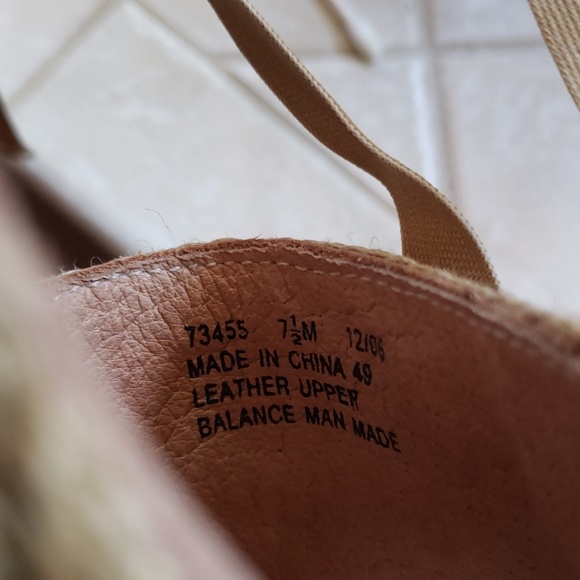 73455 7½M 12/06
MADE IN CHINA 49
LEATHER UPPER
BALANCE MAN MADE